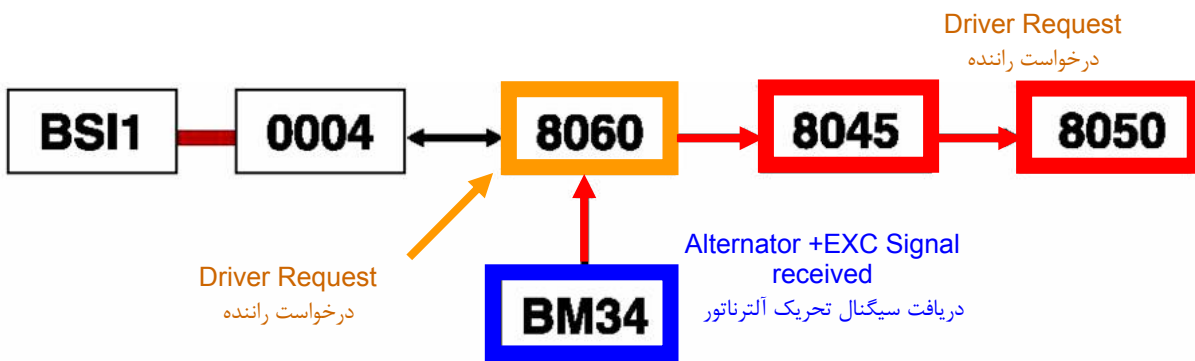 Driver Request
درخواست راننده
BSI1
0004
8060
8045
8050
Driver Request
درخواست راننده
Alternator +EXC Signal
received
دریافت سیگنال تحریک آلترناتور
BM34